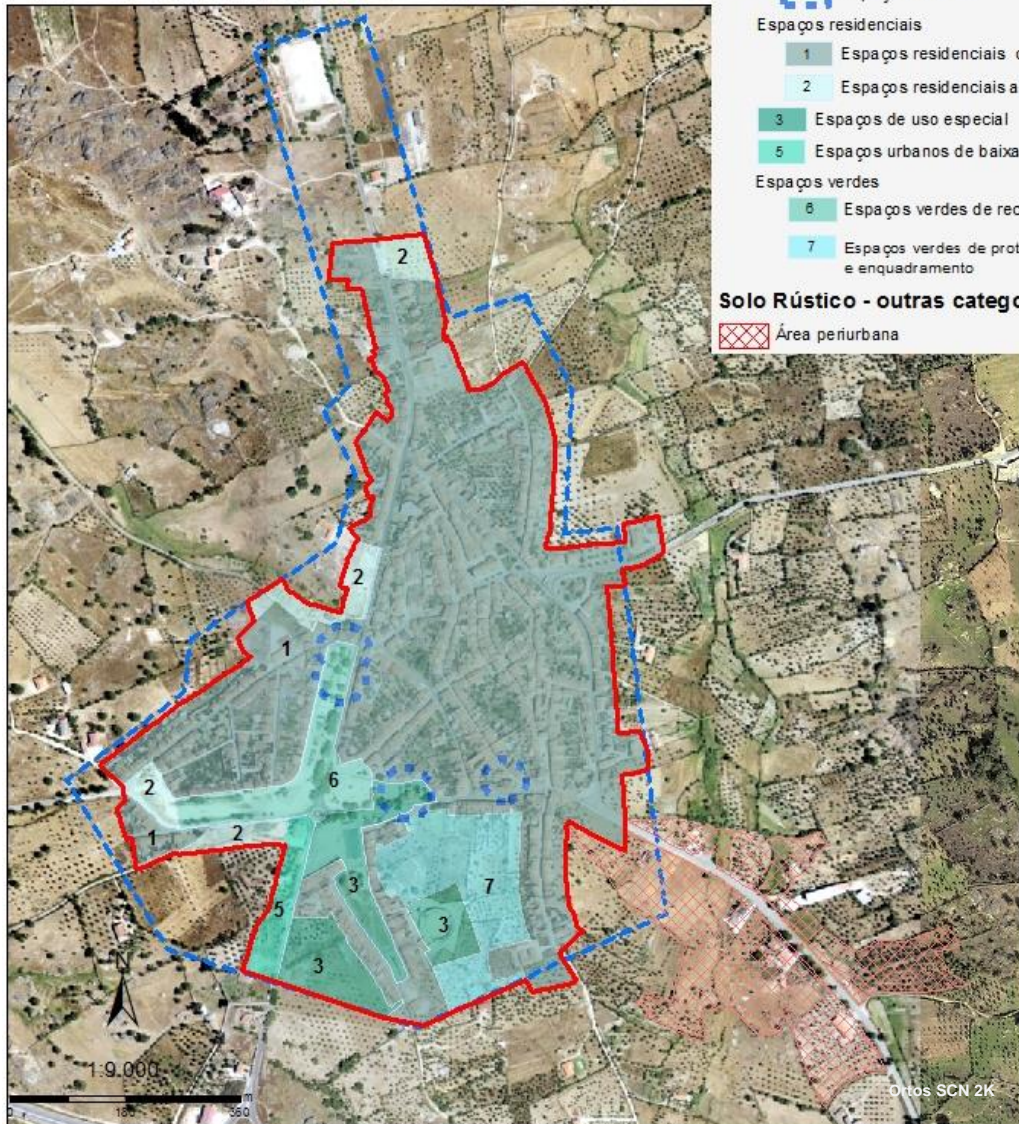 Espaços residenciais
1 Espaços residenciais
2 Espaços residenciais a
3 Espaços de uso especial
5 Espaços urbanos de baixa
Espaços verdes
6 Espaços verdes de rec
7 Espaços verdes de prot
e enquadramento
Solo Rústico - outras catego
Área periurbana
2
2
1
6
2
2
1
3
7
5
3
3
N
1:9.000
m
0 180 360
Ortos SCN 2K